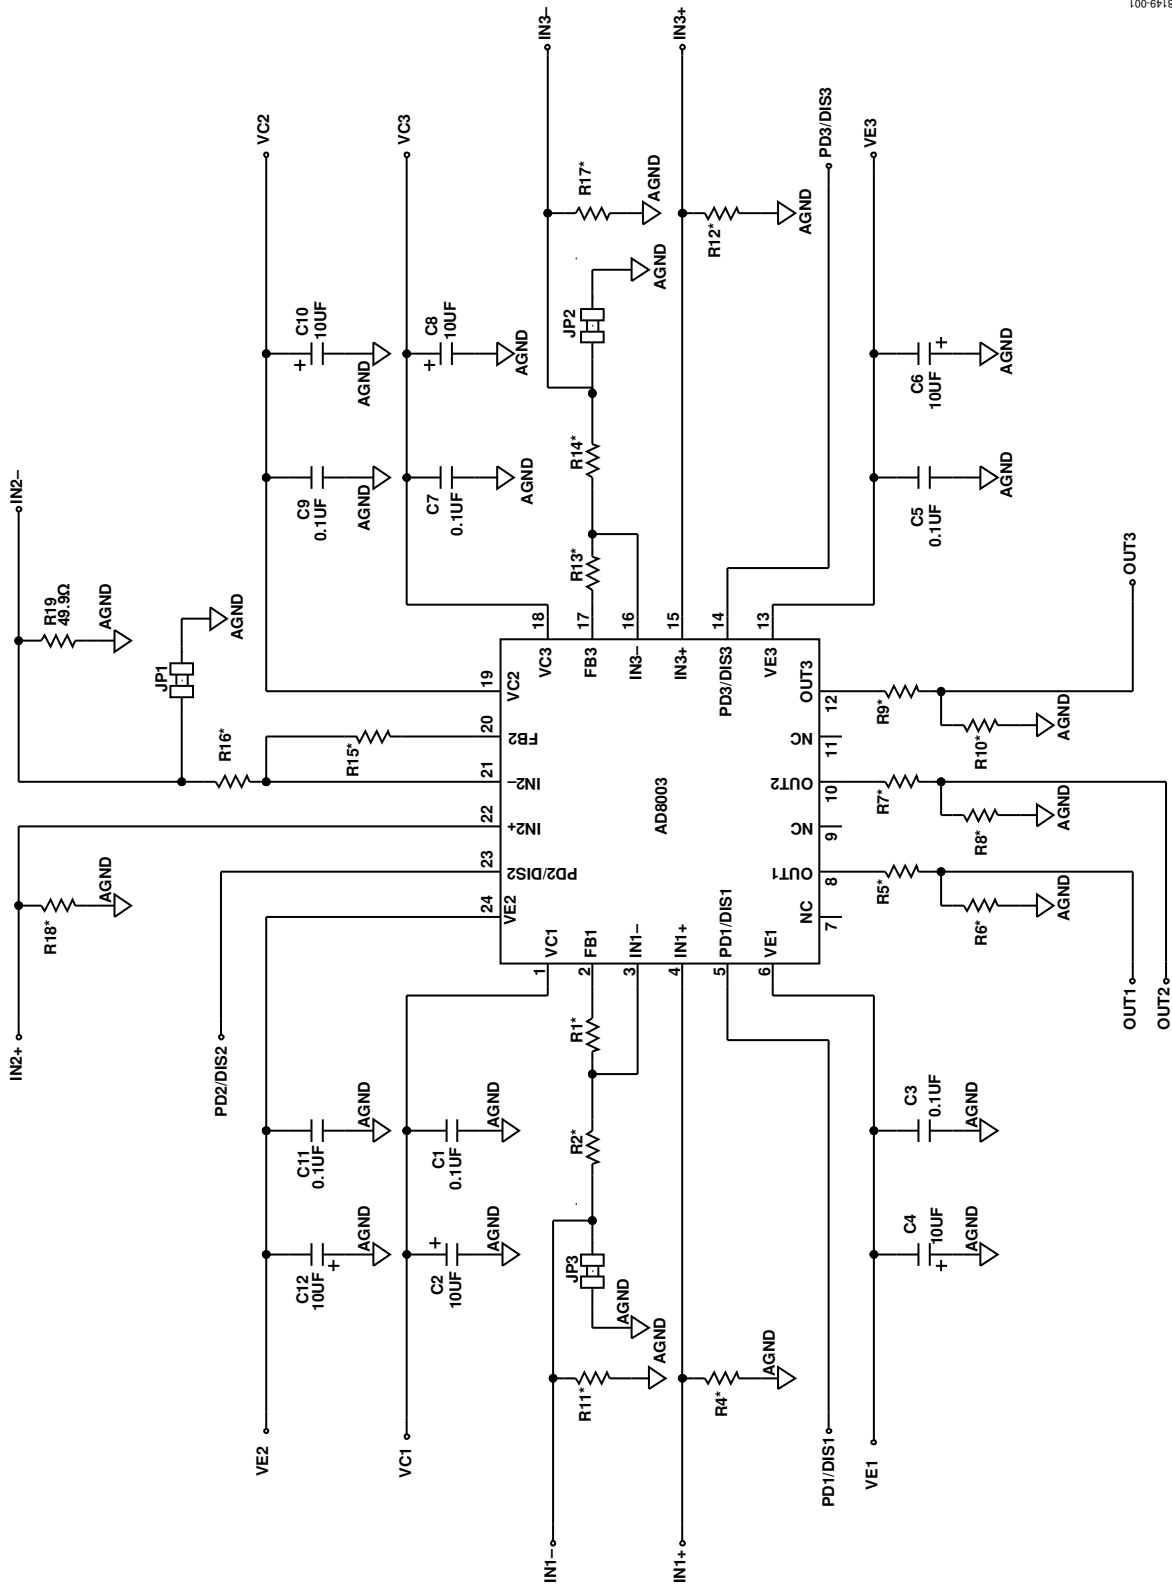 8149-001
IN3–
IN3+
VC2
VC3
PD3/DIS3
VE3
R17*
AGND
R12*
AGND
JP2
AGND
C10
10UF
AGND
C8
10UF
AGND
C6
10UF
AGND
IN2–
R19
49.9Ω
AGND
JP1
AGND
C9
0.1UF
AGND
C7
0.1UF
AGND
R14*
R13*
C5
0.1UF
AGND
OUT3
R16*
R15*
19
VC2
20
FB2
21
IN2–
22
IN2+
23
PD2/DIS2
24
VE2
18
VC3
17
FB3
16
IN3–
15
IN3+
14
PD3/DIS3
13
VE3
AD8003
OUT3
12
NC
11
OUT2
10
NC
9
OUT1
8
NC
7
1
VC1
2
FB1
3
IN1–
4
IN1+
5
PD1/DIS1
6
VE1
R9*
R10*
AGND
R7*
R8*
AGND
R5*
R6*
AGND
OUT1
OUT2
R18*
AGND
IN2+
PD2/DIS2
C11
0.1UF
AGND
C1
0.1UF
AGND
R1*
R2*
C3
0.1UF
AGND
C12
10UF
AGND
C2
10UF
AGND
JP3
AGND
C4
10UF
AGND
R11*
AGND
R4*
AGND
VE2
VC1
PD1/DIS1
VE1
IN1–
IN1+